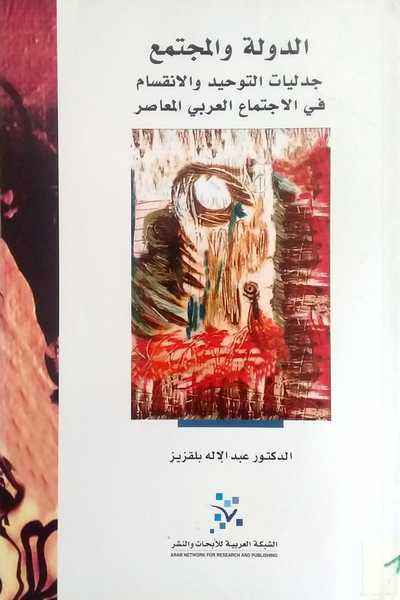 الدولة والمجتمع
جدليات التوحيد والانقسام
في الاجتماع العربي المعاصر
الدكتور عبد الإله بلقزيز
الشبكة العربية للأبحاث والنشر
ARAB NETWORK FOR RESEARCH AND PUBLISHING